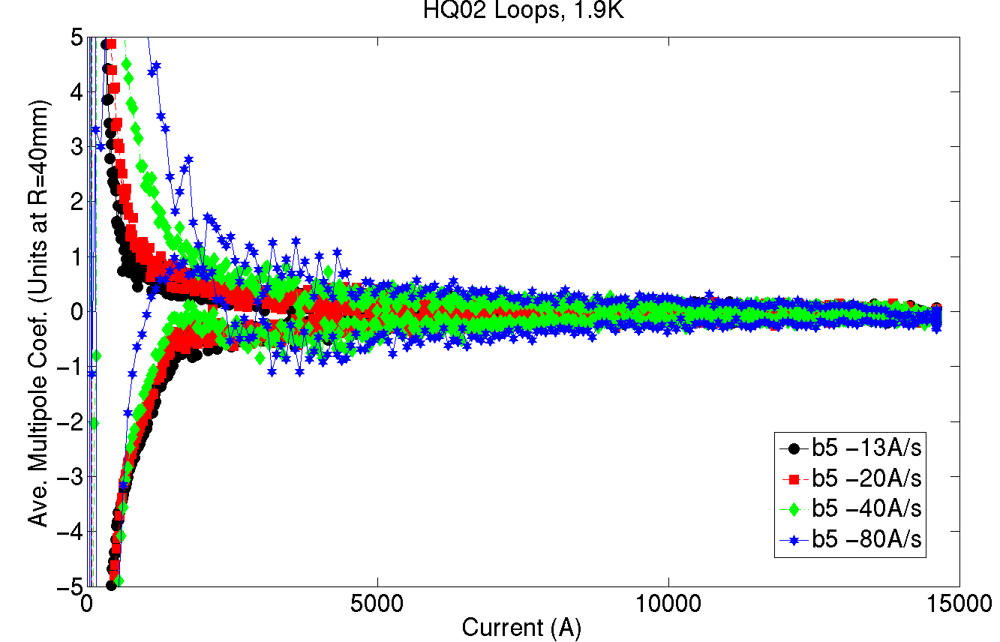 HQ02 Loops, 1.9K
Ave. Multipole Coef. (Units at R=40mm)
5
4
3
2
1
0
−1
−2
−3
−4
−5
0
5000
10000
15000
Current (A)
b5 −13A/s
b5 −20A/s
b5 −40A/s
b5 −80A/s